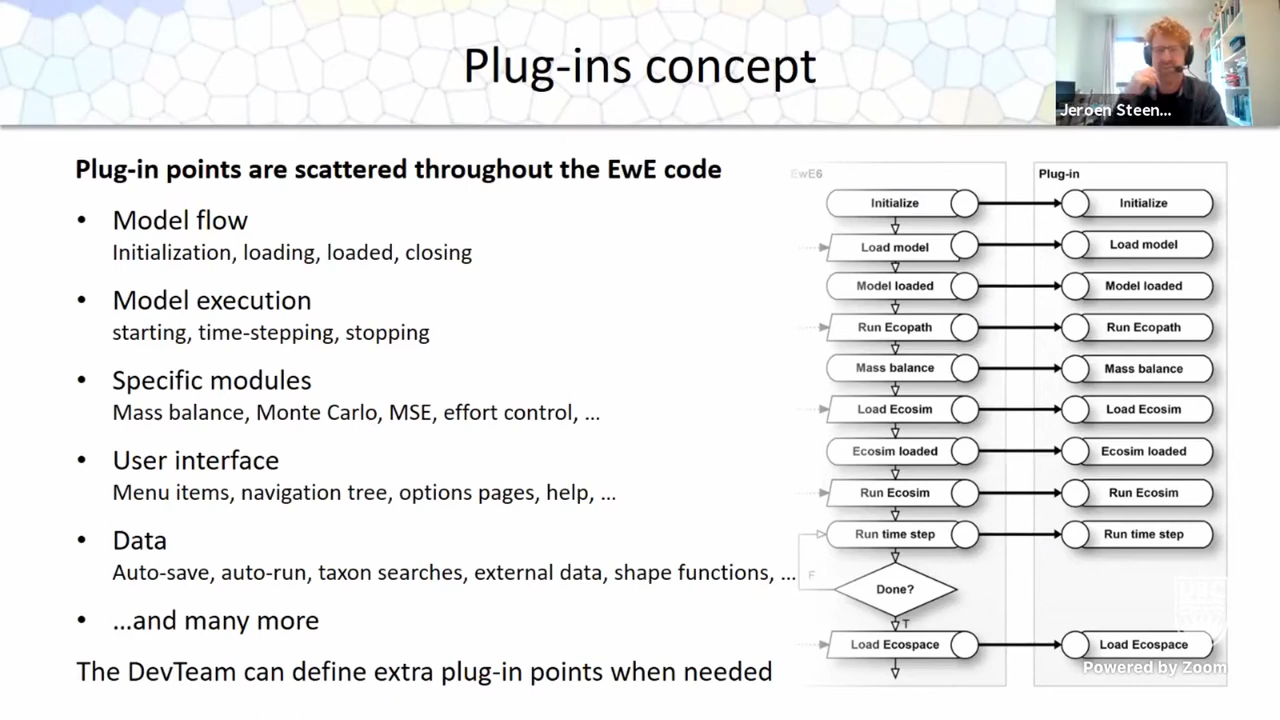 Plug-ins concept
Jeroen Steen...
Plug-in points are scattered throughout the EwE code
• Model flow
Initialization, loading, loaded, closing
• Model execution
starting, time-stepping, stopping
• Specific modules
Mass balance, Monte Carlo, MSE, effort control, ...
• User interface
Menu items, navigation tree, options pages, help, ...
• Data
Auto-save, auto-run, taxon searches, external data, shape functions, ...
• ...and many more
The DevTeam can define extra plug-in points when needed
EwE6
Initialize
Load model
Model loaded
Run Ecopath
Mass balance
Load Ecosim
Ecosim loaded
Run Ecosim
Run time step
F
Done?
T
Load Ecospace
Plug-in
Initialize
Load model
Model loaded
Run Ecopath
Mass balance
Load Ecosim
Ecosim loaded
Run Ecosim
Run time step
Load Ecospace
UBC
Powered by Zoom